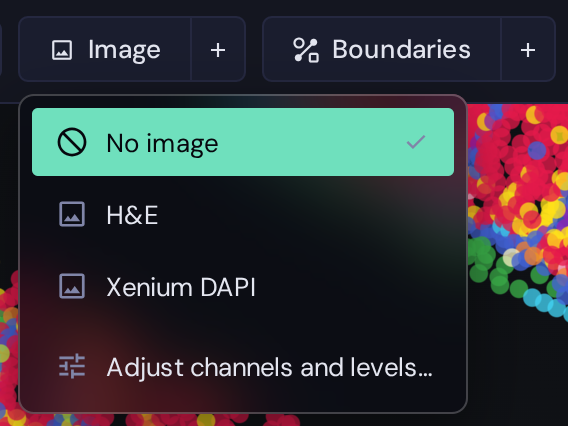 Image +
Boundaries +
No image
H&E
Xenium DAPI
Adjust channels and levels...